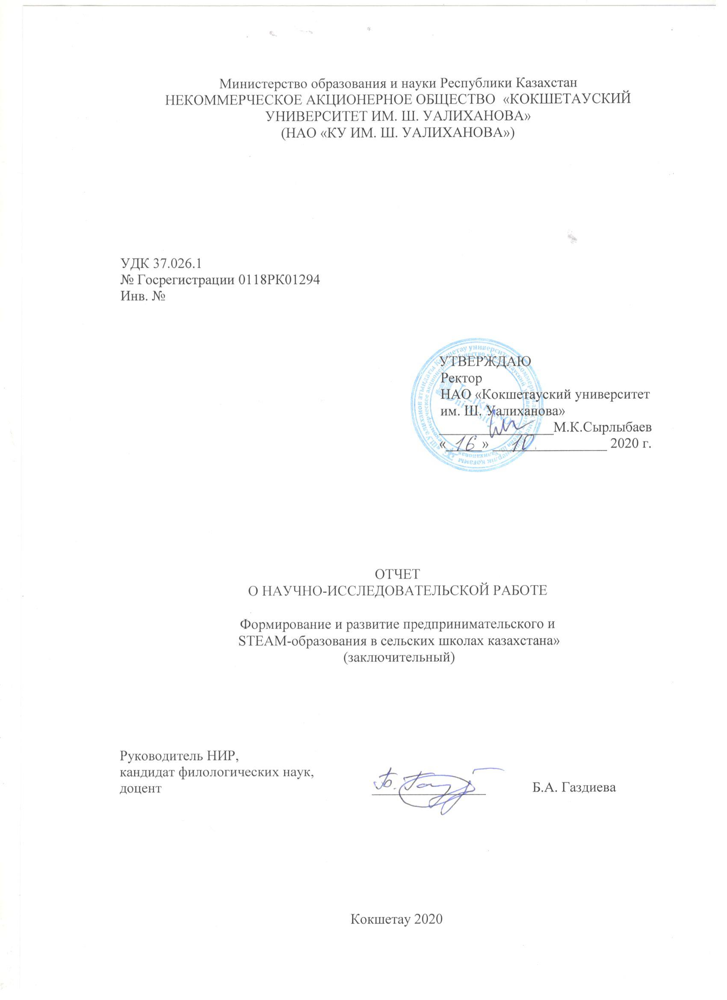 Министерство образования и науки Республики Казахстан
НЕКОММЕРЧЕСКОЕ АКЦИОНЕРНОЕ ОБЩЕСТВО «КОКШЕТАУСКИЙ
УНИВЕРСИТЕТ ИМ. Ш. УАЛИХАНОВА»
(НАО «КУ ИМ. Ш. УАЛИХАНОВА»)
УДК 37.026.1
№ Госрегистрации 0118РК01294
Инв. №
УТВЕРЖДАЮ
Ректор
НАО «Кокшетауский университет
им. Ш. Уалиханова»
М.К.Сырлыбаев
« 16 » 10 2020 г.
ОТЧЕТ
О НАУЧНО-ИССЛЕДОВАТЕЛЬСКОЙ РАБОТЕ
Формирование и развитие предпринимательского и
STEAM-образования в сельских школах казахстана»
(заключительный)
Руководитель НИР,
кандидат филологических наук,
доцент Б.А. Газдиева
Кокшетау 2020